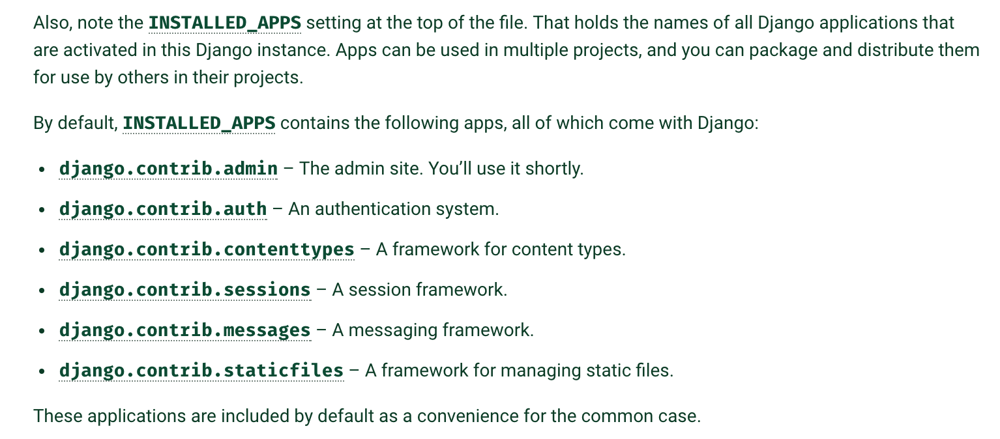 Also, note the INSTALLED_APPS setting at the top of the file. That holds the names of all Django applications that
are activated in this Django instance. Apps can be used in multiple projects, and you can package and distribute them
for use by others in their projects.
By default, INSTALLED_APPS contains the following apps, all of which come with Django:
• django.contrib.admin – The admin site. You’ll use it shortly.
• django.contrib.auth – An authentication system.
• django.contrib.contenttypes – A framework for content types.
• django.contrib.sessions – A session framework.
• django.contrib.messages – A messaging framework.
• django.contrib.staticfiles – A framework for managing static files.
These applications are included by default as a convenience for the common case.